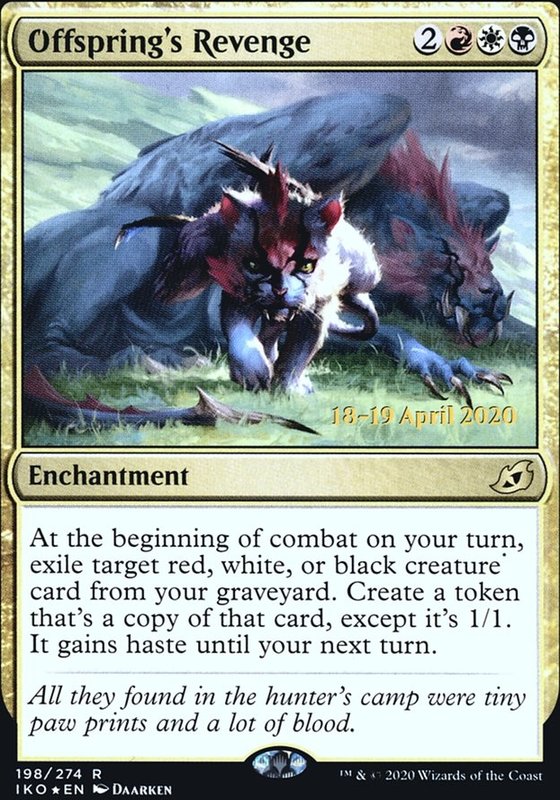 Offspring's Revenge 2
18-19 April 2020
Enchantment
At the beginning of combat on your turn,
exile target red, white, or black creature
card from your graveyard. Create a token
that's a copy of that card, except it's 1/1.
It gains haste until your next turn.
All they found in the hunter's camp were tiny
paw prints and a lot of blood.
198/274 R
IKO★EN Daarken
™ & © 2020 Wizards of the Coast